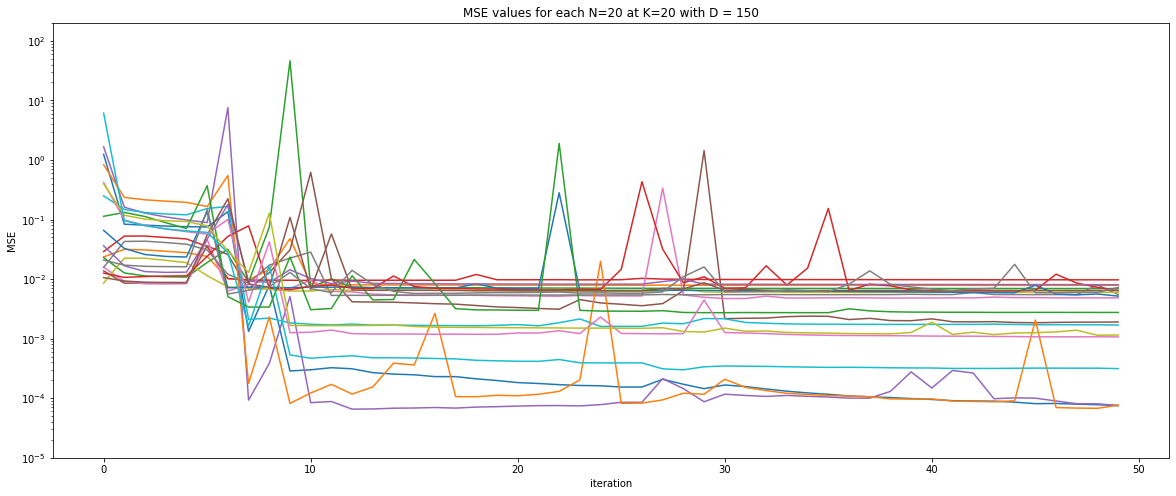 MSE values for each N=20 at K=20 with D = 150
MSE
10²
10¹
10⁰
10⁻¹
10⁻²
10⁻³
10⁻⁴
10⁻⁵
0 10 20 30 40 50
iteration